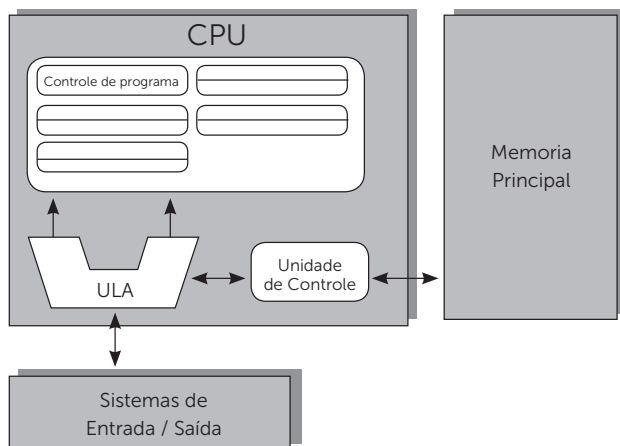 CPU
Controle de programa
Memoria
Principal
Unidade
de Controle
ULA
Sistemas de
Entrada / Saída